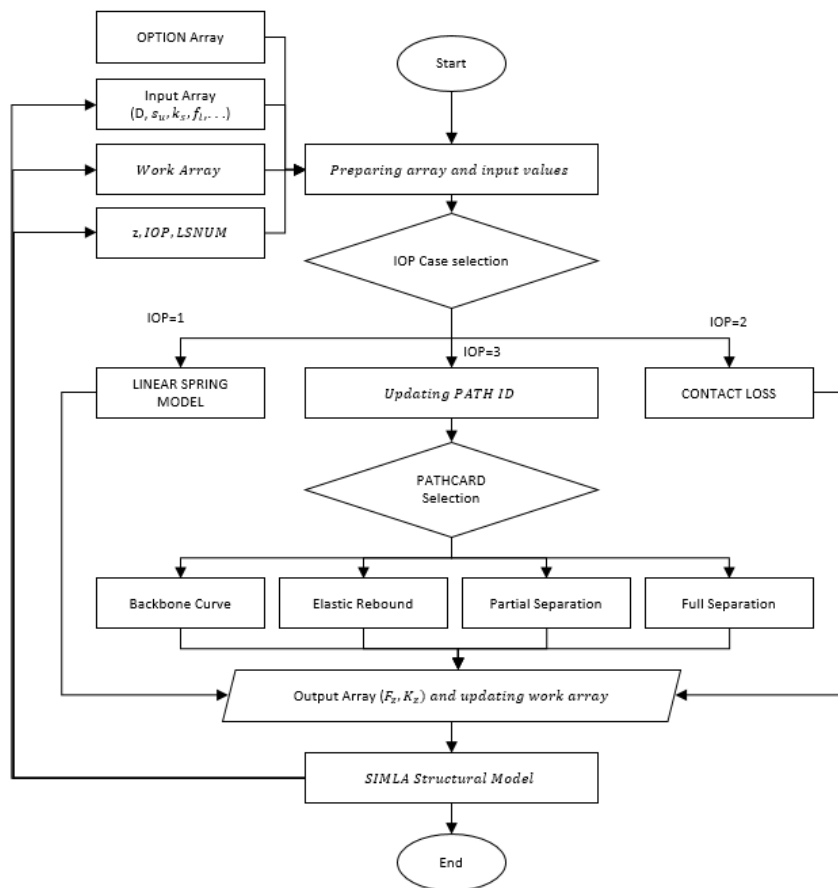 OPTION Array
Start
Input Array
(D, s_u, k_s, f_l, . . .)
Work Array
Preparing array and input values
z, IOP, LSNUM
IOP Case selection
IOP=1
IOP=2
IOP=3
LINEAR SPRING
MODEL
Updating PATH ID
CONTACT LOSS
PATHCARD
Selection
Backbone Curve
Elastic Rebound
Partial Separation
Full Separation
Output Array (F_z, K_z) and updating work array
SIMLA Structural Model
End